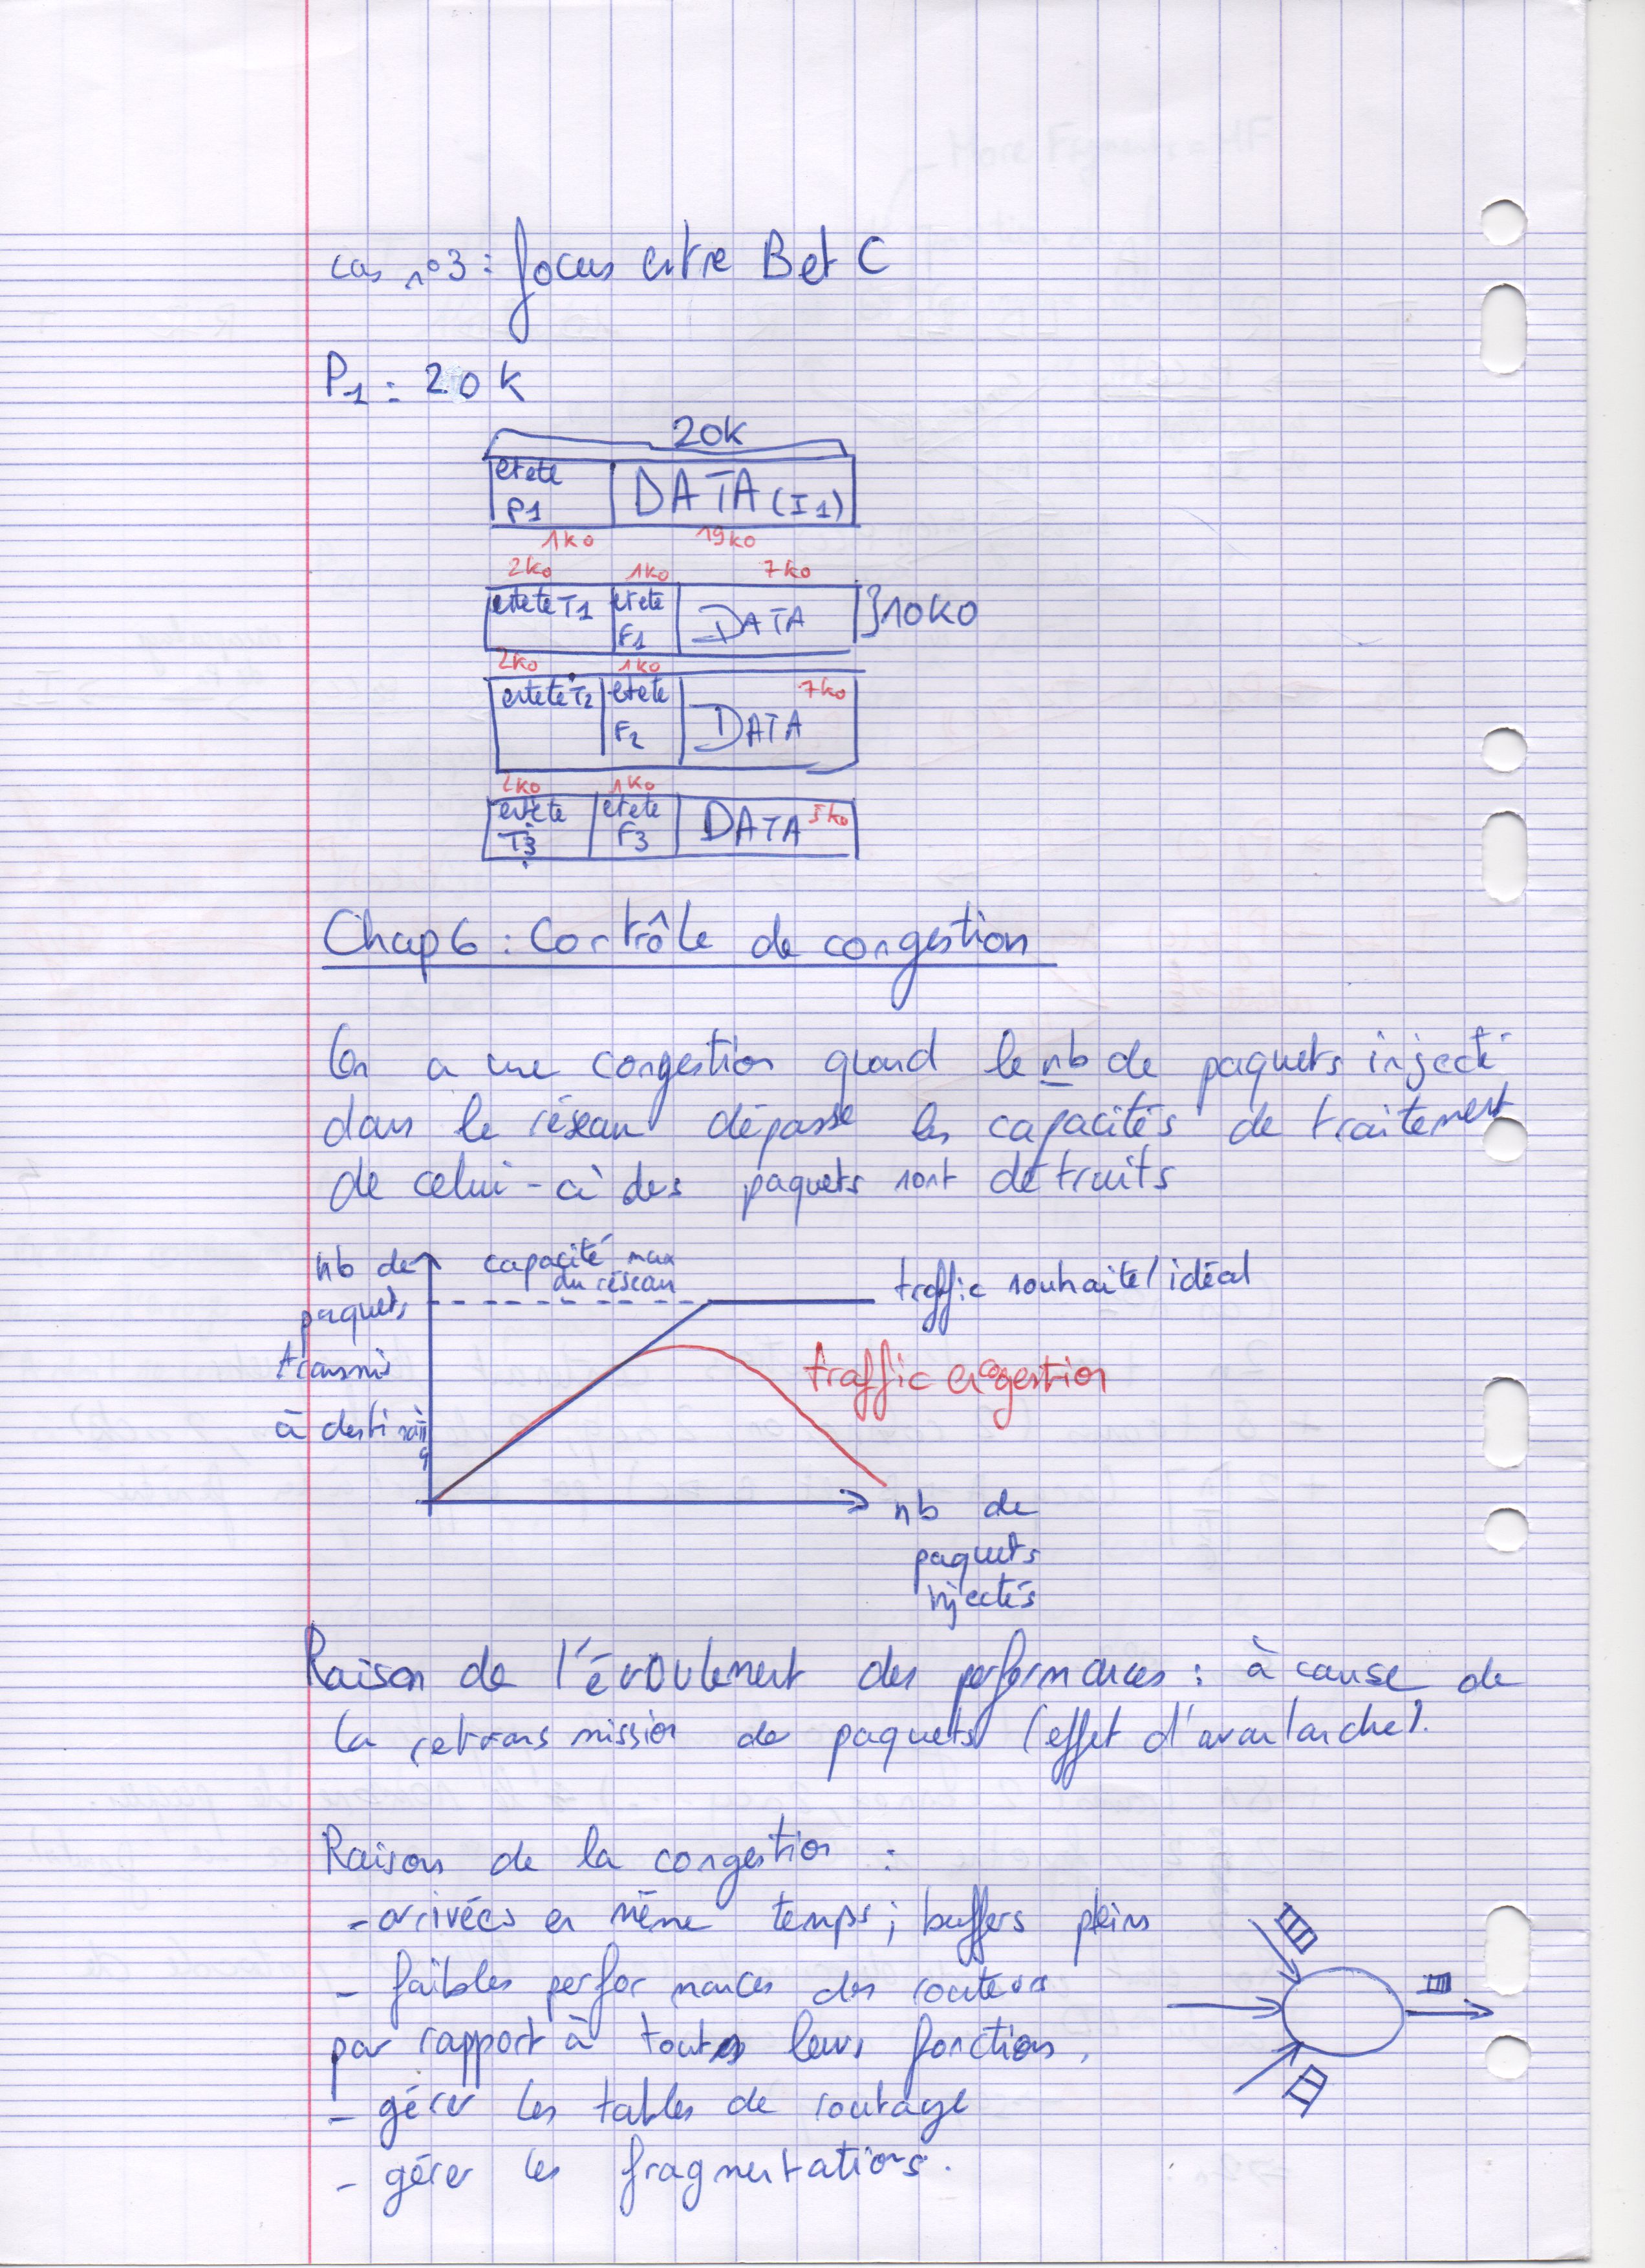 cas n°3 : focus entre B et C
P1 : 20 k
20k
entete P1 DATA (I1)
1ko 19ko
2ko 1ko 7ko
entete T1 entete F1 DATA }10ko
2ko 1ko 7ko
entete T2 entete F2 DATA
2ko 1ko 5ko
entete T3 entete F3 DATA
Chap 6 : Contrôle de congestion
On a une congestion quand le nb de paquets injecté
dans le réseau dépasse les capacités de traitement
de celui-ci des paquets sont détruits
nb de paquets transmis à destination
capacité max
du réseau
traffic souhaité/idéal
traffic congestion
nb de
paquets
injectés
Raison de l'écroulement des performances : à cause de
la retransmission de paquets (effet d'avalanche).
Raison de la congestion :
- arrivées en même temps ; buffers pleins
- faibles performances des routeurs
par rapport à toutes leurs fonctions.
- gérer les tables de routage
- gérer les fragmentations.